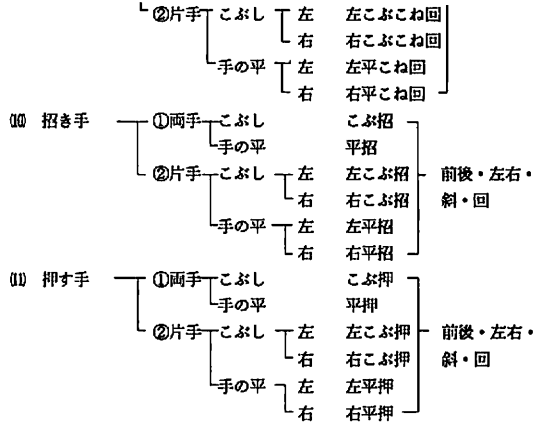 ②片手 こぶし 左 左こぶこね回
右 右こぶこね回
手の平 左 左平こね回
右 右平こね回
(10) 招き手 ①両手 こぶし こぶ招
手の平 平招
②片手 こぶし 左 左こぶ招 前後・左右・
右 右こぶ招 斜・回
手の平 左 左平招
右 右平招
(11) 押す手 ①両手 こぶし こぶ押
手の平 平押
②片手 こぶし 左 左こぶ押 前後・左右・
右 右こぶ押 斜・回
手の平 左 左平押
右 右平押